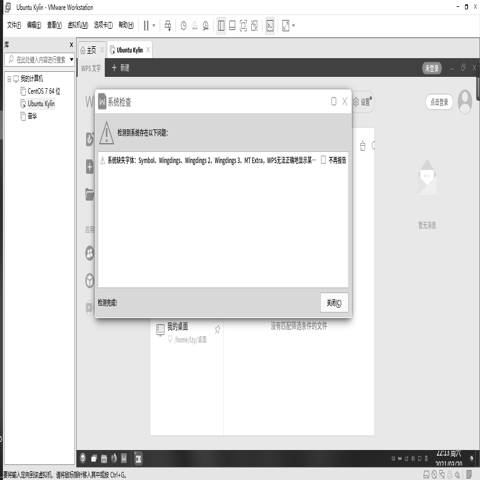 Ubuntu Kylin - VMware Workstation
文件(F) 编辑(E) 查看(V) 虚拟机(M) 选项卡(T) 帮助(H)
库
在此处键入内容进行搜索
我的计算机
CentOS 7 64 位
Ubuntu Kylin
主页
Ubuntu Kylin
WPS 文字
新建
未登录
设置
点击登录
系统检查
检测到系统存在以下问题:
系统缺失字体: Symbol、Wingdings、Wingdings 2、Wingdings 3、MT Extra，WPS无法正确地显示某⋯
不再报告
检测完成!
关闭(C)
暂无消息
我的桌面
/home/lzy/桌面
没有匹配筛选条件的文件
22:13 周六
2021/03/20
要将输入定向到该虚拟机，请将鼠标指针移入其中或按 Ctrl+G。